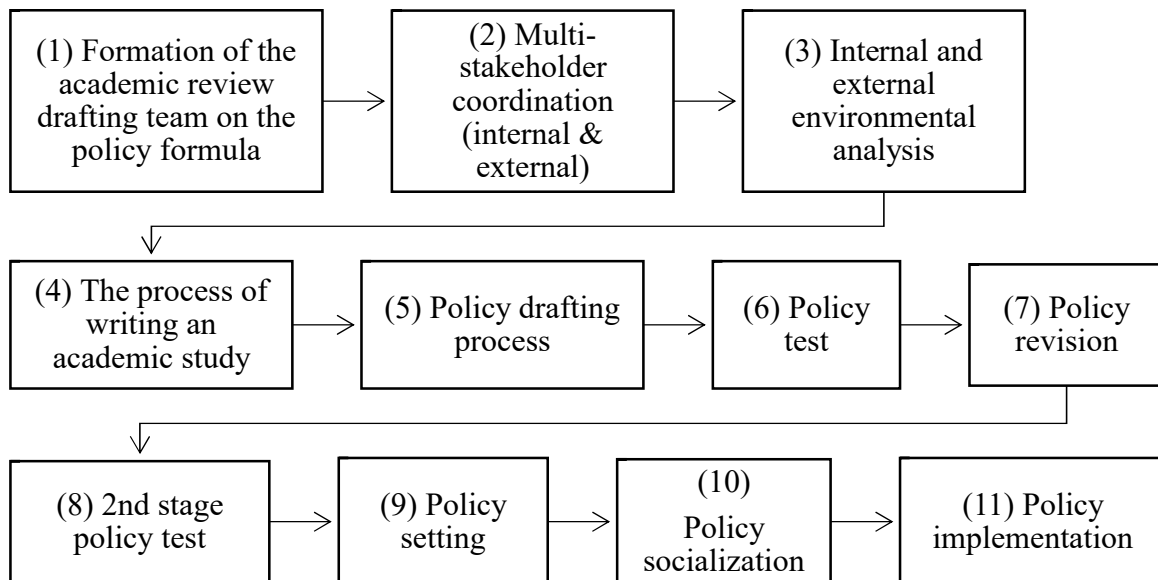 (1) Formation of the
academic review
drafting team on the
policy formula
(2) Multi-
stakeholder
coordination
(internal &
external)
(3) Internal and
external
environmental
analysis
(4) The process of
writing an
academic study
(5) Policy drafting
process
(6) Policy
test
(7) Policy
revision
(8) 2nd stage
policy test
(9) Policy
setting
(10)
Policy
socialization
(11) Policy
implementation